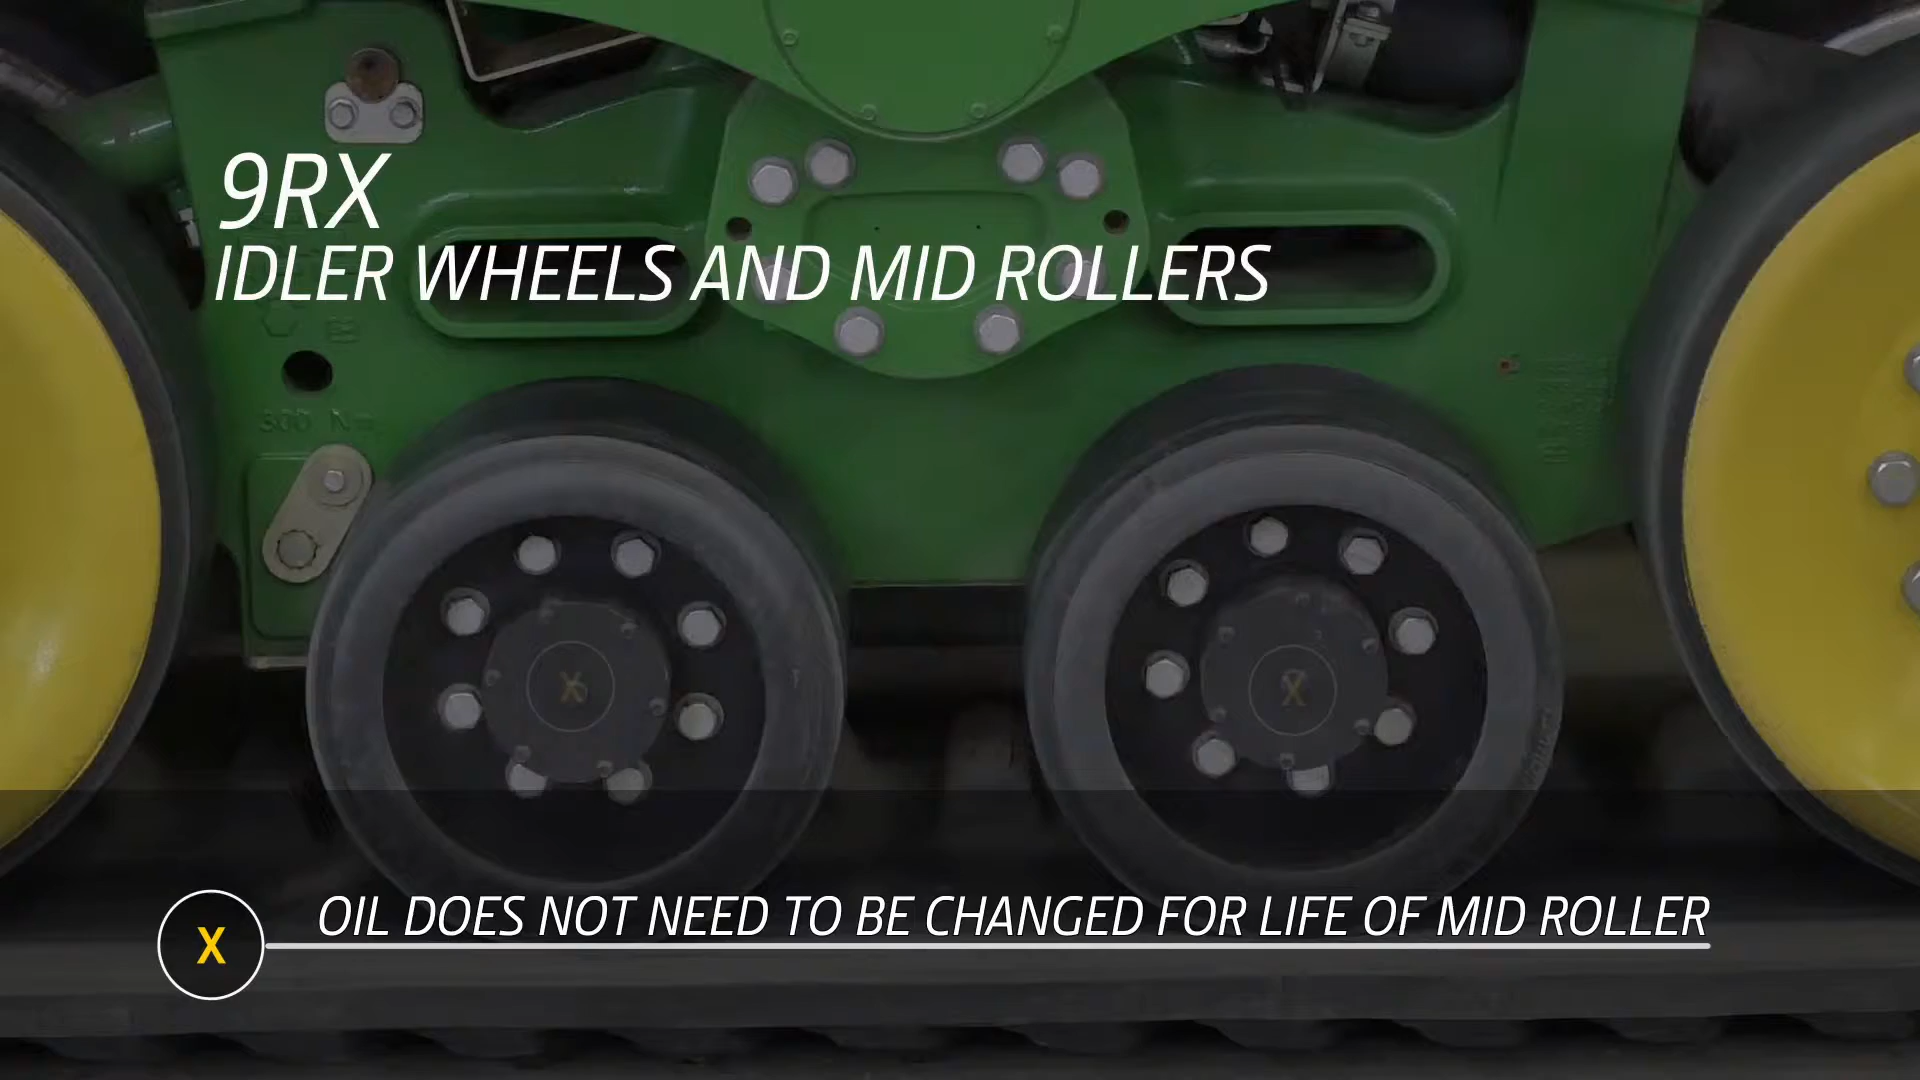 9RX
IDLER WHEELS AND MID ROLLERS
X
X
X
OIL DOES NOT NEED TO BE CHANGED FOR LIFE OF MID ROLLER